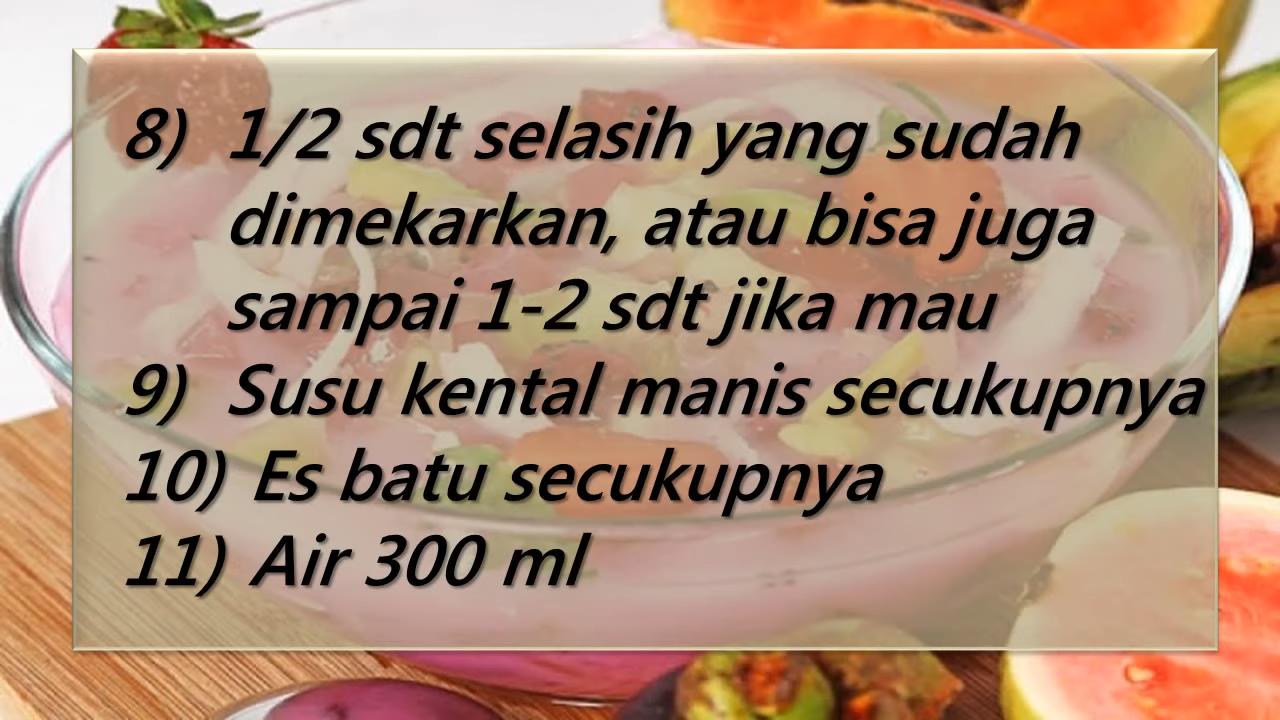 8) 1/2 sdt selasih yang sudah
dimekarkan, atau bisa juga
sampai 1-2 sdt jika mau
9) Susu kental manis secukupnya
10) Es batu secukupnya
11) Air 300 ml